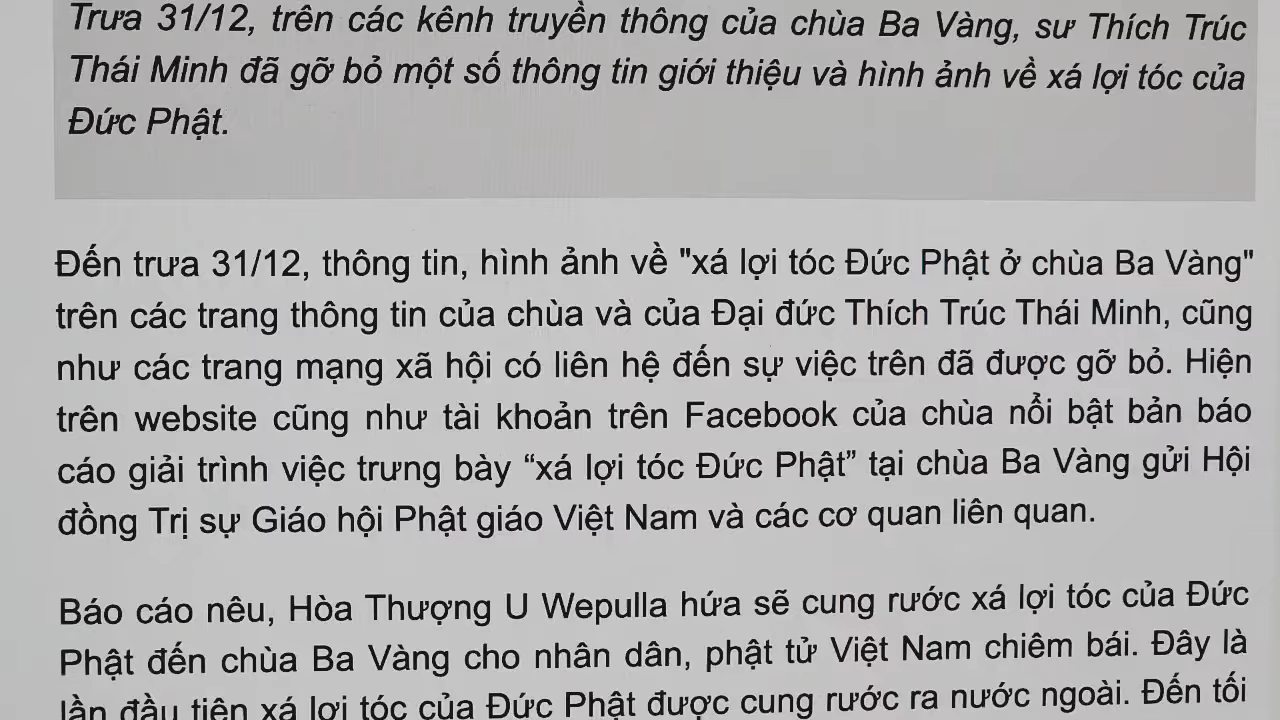 Trưa 31/12, trên các kênh truyền thông của chùa Ba Vàng, sư Thích Trúc
Thái Minh đã gỡ bỏ một số thông tin giới thiệu và hình ảnh về xá lợi tóc của
Đức Phật.
Đến trưa 31/12, thông tin, hình ảnh về "xá lợi tóc Đức Phật ở chùa Ba Vàng"
trên các trang thông tin của chùa và của Đại đức Thích Trúc Thái Minh, cũng
như các trang mạng xã hội có liên hệ đến sự việc trên đã được gỡ bỏ. Hiện
trên website cũng như tài khoản trên Facebook của chùa nổi bật bản báo
cáo giải trình việc trưng bày “xá lợi tóc Đức Phật” tại chùa Ba Vàng gửi Hội
đồng Trị sự Giáo hội Phật giáo Việt Nam và các cơ quan liên quan.
Báo cáo nêu, Hòa Thượng U Wepulla hứa sẽ cung rước xá lợi tóc của Đức
Phật đến chùa Ba Vàng cho nhân dân, phật tử Việt Nam chiêm bái. Đây là
lần đầu tiên xá lợi tóc của Đức Phật được cung rước ra nước ngoài. Đến tối